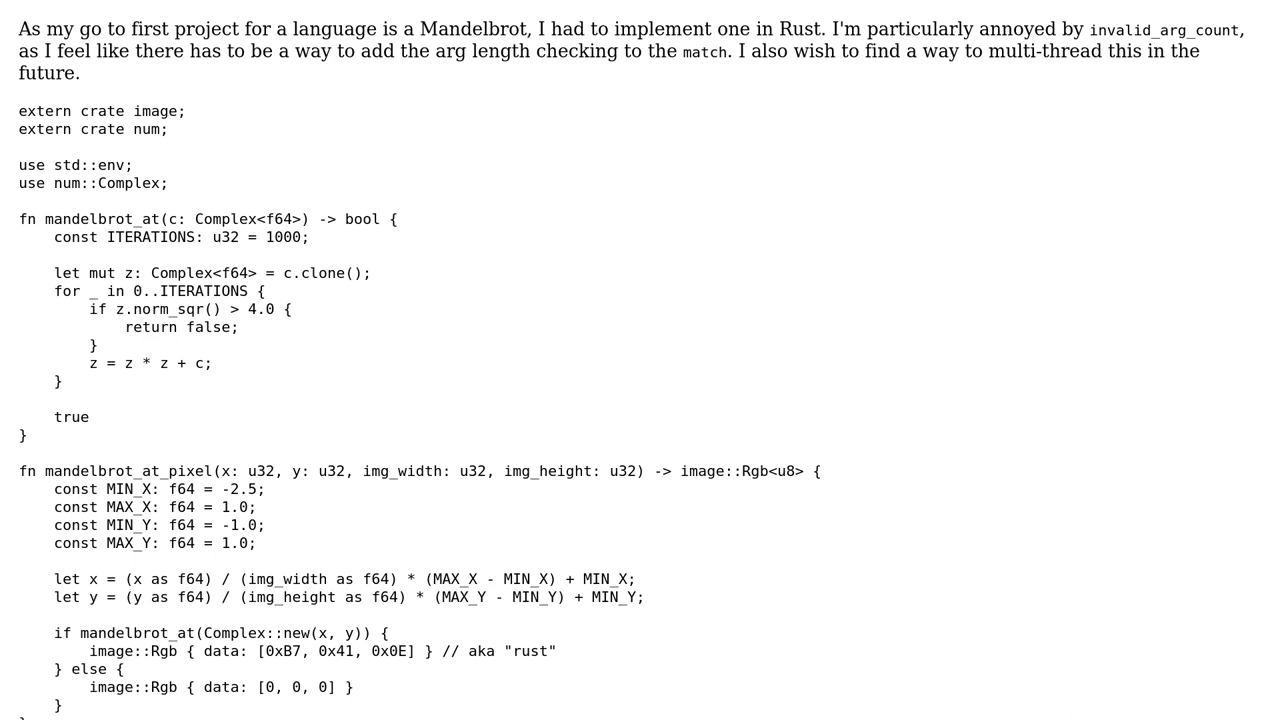 As my go to first project for a language is a Mandelbrot, I had to implement one in Rust. I'm particularly annoyed by invalid_arg_count,
as I feel like there has to be a way to add the arg length checking to the match. I also wish to find a way to multi-thread this in the
future.
extern crate image;
extern crate num;
use std::env;
use num::Complex;
fn mandelbrot_at(c: Complex<f64>) -> bool {
    const ITERATIONS: u32 = 1000;
    let mut z: Complex<f64> = c.clone();
    for _ in 0..ITERATIONS {
        if z.norm_sqr() > 4.0 {
            return false;
        }
        z = z * z + c;
    }
    true
}
fn mandelbrot_at_pixel(x: u32, y: u32, img_width: u32, img_height: u32) -> image::Rgb<u8> {
    const MIN_X: f64 = -2.5;
    const MAX_X: f64 = 1.0;
    const MIN_Y: f64 = -1.0;
    const MAX_Y: f64 = 1.0;
    let x = (x as f64) / (img_width as f64) * (MAX_X - MIN_X) + MIN_X;
    let y = (y as f64) / (img_height as f64) * (MAX_Y - MIN_Y) + MIN_Y;
    if mandelbrot_at(Complex::new(x, y)) {
        image::Rgb { data: [0xB7, 0x41, 0x0E] } // aka "rust"
    } else {
        image::Rgb { data: [0, 0, 0] }
    }
}